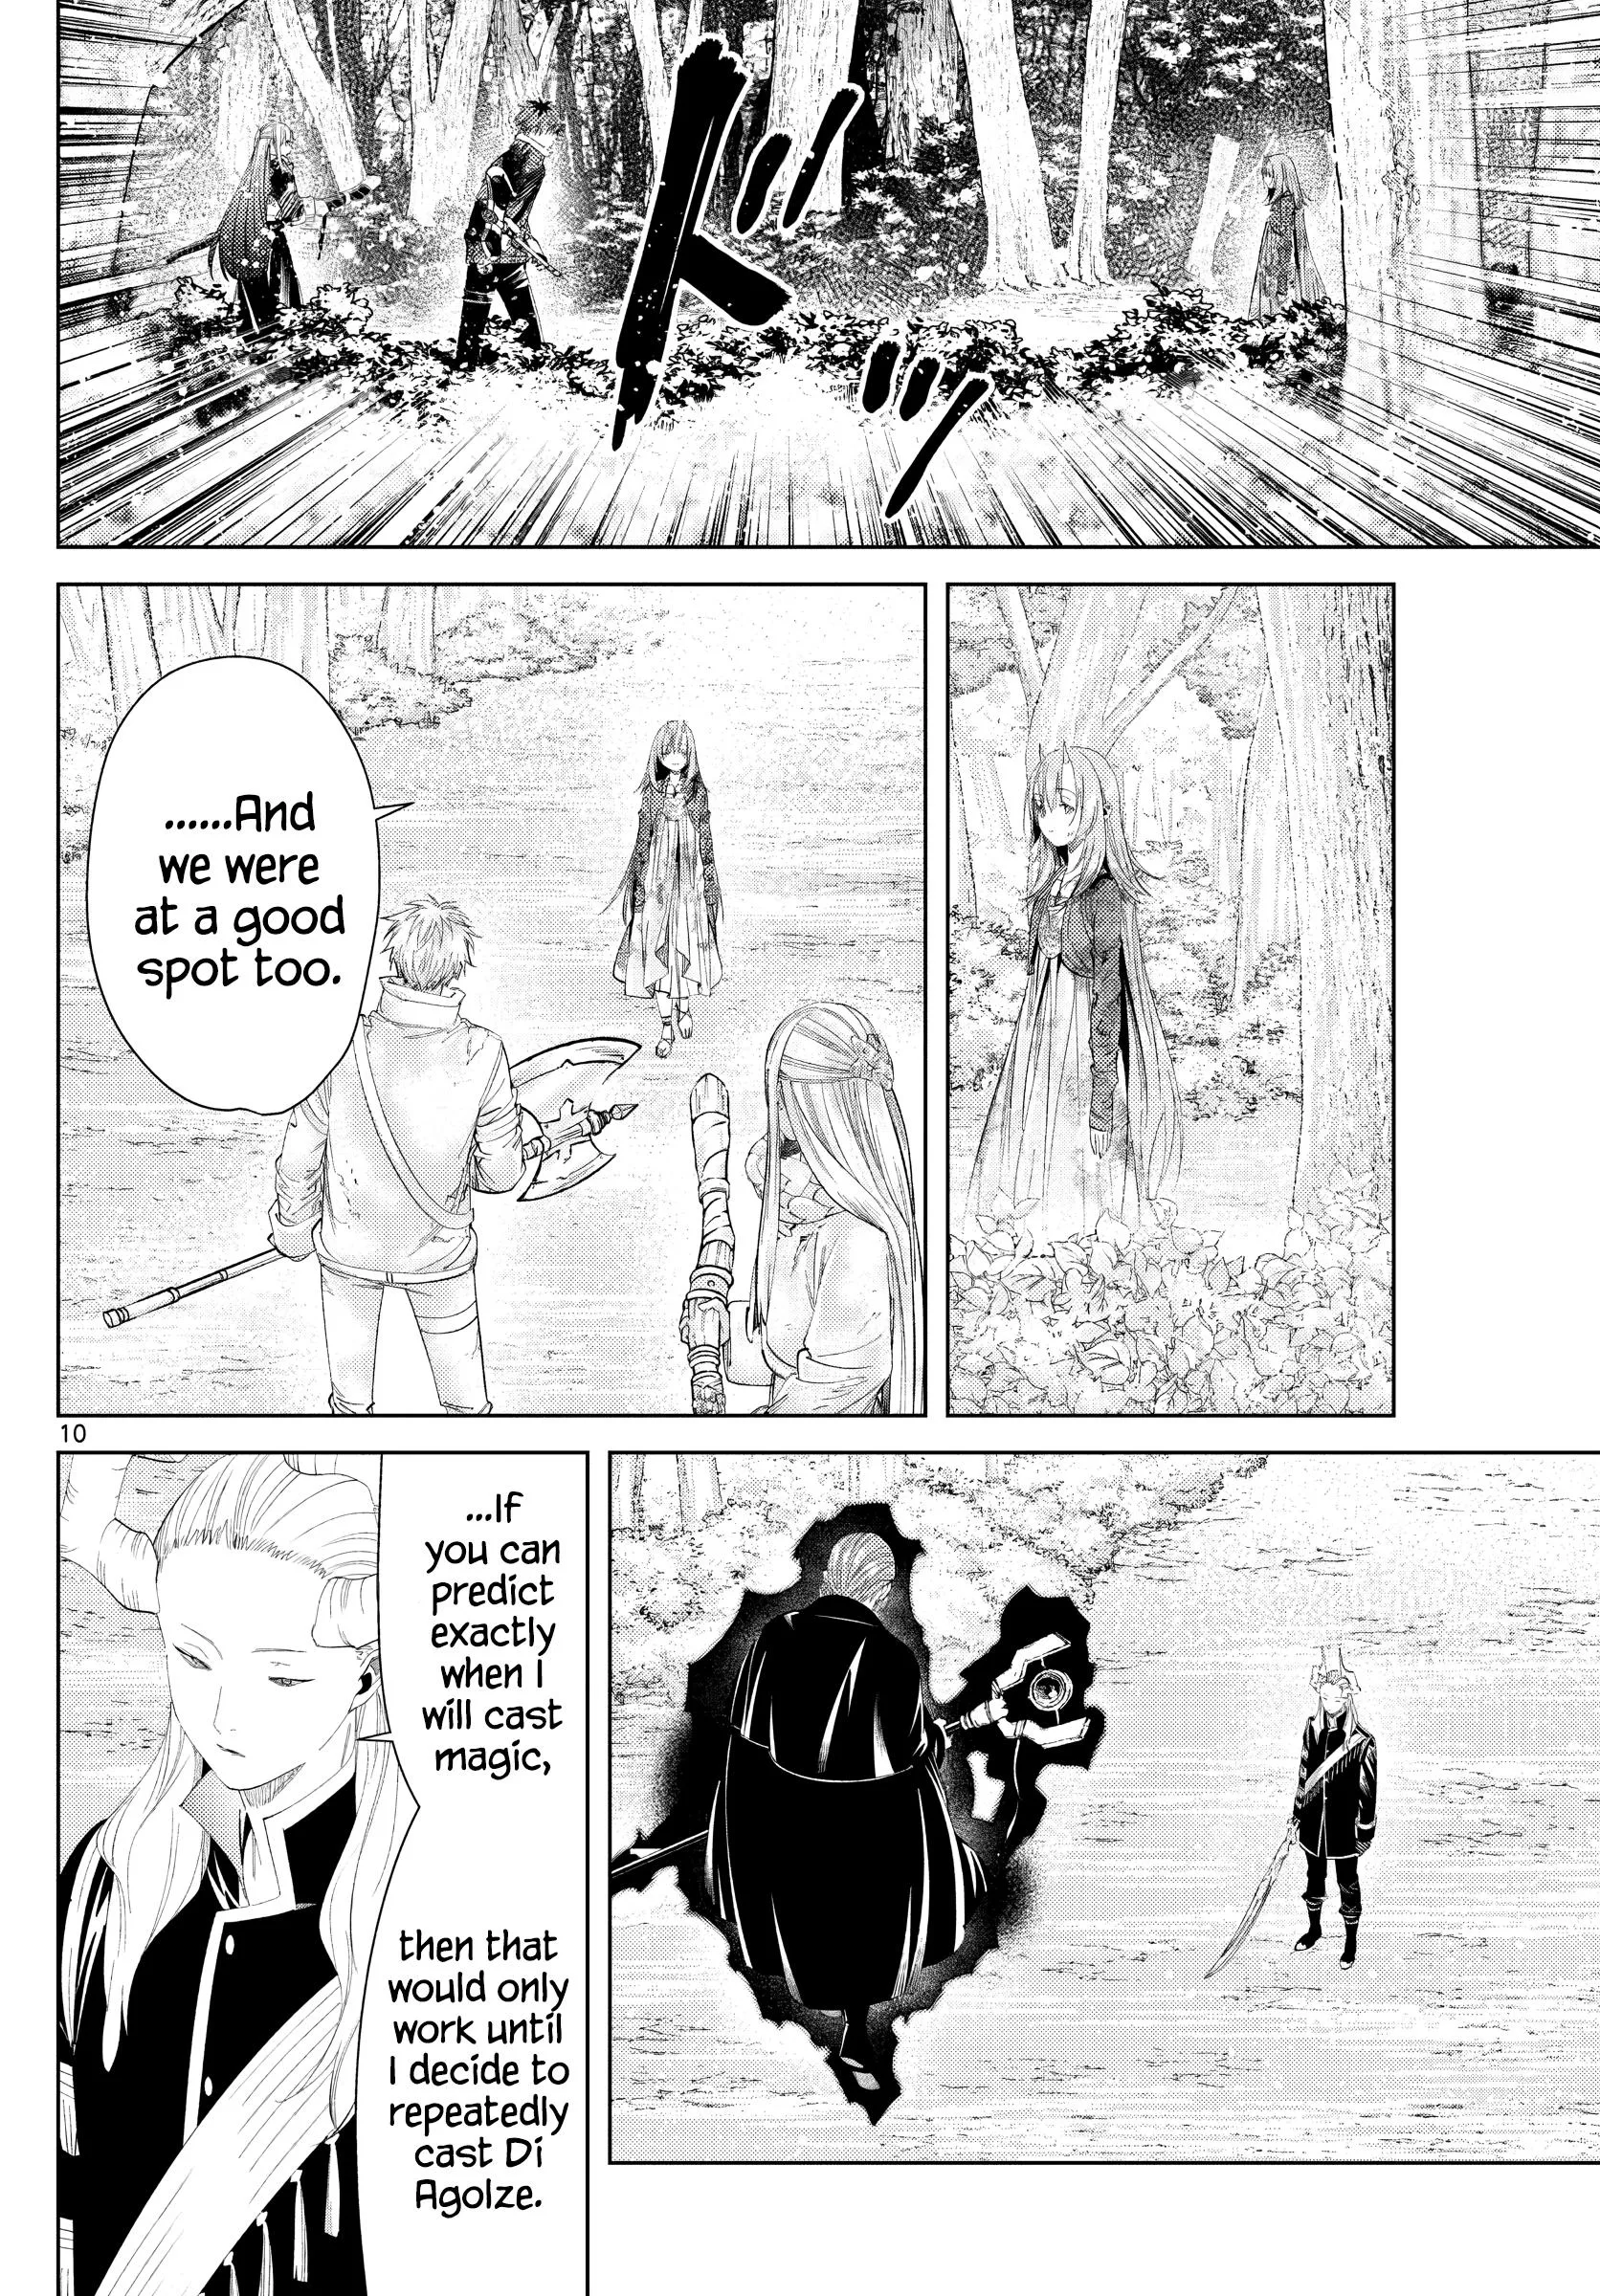 ドドッ
......And
we were
at a good
spot too.
10
...If
you can
predict
exactly
when I
will cast
magic,
then that
would only
work until
I decide to
repeatedly
cast Di
Agolze.